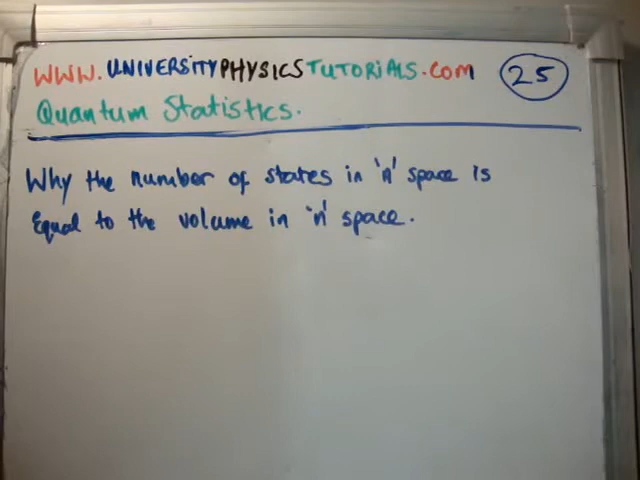 WWW.UNIVERSITYPHYSICSTUTORIALS.COM
25
Quantum Statistics.
Why the number of states in 'n' space is
Equal to the volume in 'n' space.